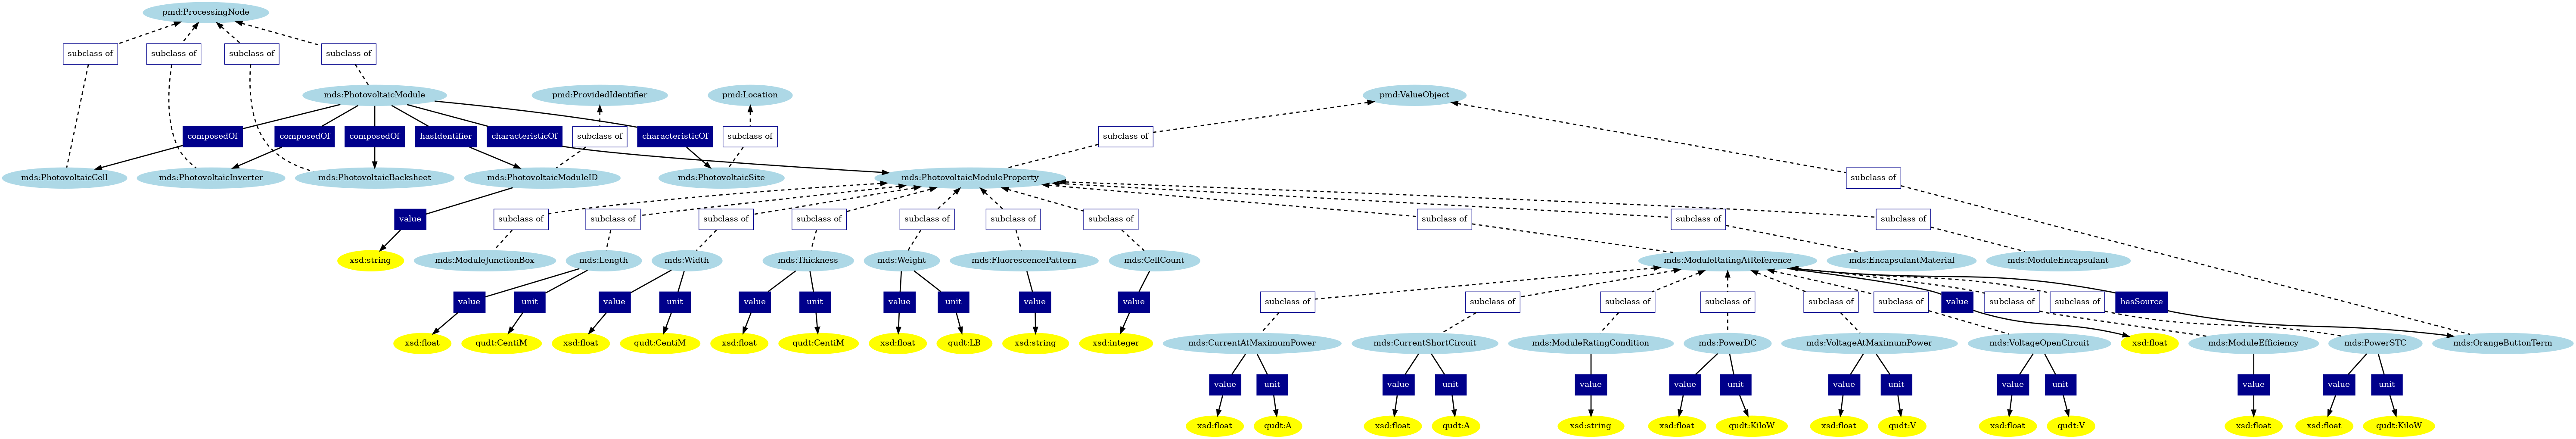 pmd:ProcessingNode
subclass of
subclass of
subclass of
subclass of
mds:PhotovoltaicModule
pmd:ProvidedIdentifier
pmd:Location
pmd:ValueObject
composedOf
composedOf
composedOf
hasIdentifier
characteristicOf
subclass of
characteristicOf
subclass of
subclass of
mds:PhotovoltaicCell
mds:PhotovoltaicInverter
mds:PhotovoltaicBacksheet
mds:PhotovoltaicModuleID
mds:PhotovoltaicSite
mds:PhotovoltaicModuleProperty
subclass of
value
subclass of
subclass of
subclass of
subclass of
subclass of
subclass of
subclass of
subclass of
subclass of
subclass of
xsd:string
mds:ModuleJunctionBox
mds:Length
mds:Width
mds:Thickness
mds:Weight
mds:FluorescencePattern
mds:CellCount
mds:ModuleRatingAtReference
mds:EncapsulantMaterial
mds:ModuleEncapsulant
value
unit
value
unit
value
unit
value
unit
value
value
subclass of
subclass of
subclass of
subclass of
subclass of
subclass of
value
subclass of
subclass of
hasSource
xsd:float
qudt:CentiM
xsd:float
qudt:CentiM
xsd:float
qudt:CentiM
xsd:float
qudt:LB
xsd:string
xsd:integer
mds:CurrentAtMaximumPower
mds:CurrentShortCircuit
mds:ModuleRatingCondition
mds:PowerDC
mds:VoltageAtMaximumPower
mds:VoltageOpenCircuit
xsd:float
mds:ModuleEfficiency
mds:PowerSTC
mds:OrangeButtonTerm
value
unit
value
unit
value
value
unit
value
unit
value
unit
value
value
unit
xsd:float
qudt:A
xsd:float
qudt:A
xsd:string
xsd:float
qudt:KiloW
xsd:float
qudt:V
xsd:float
qudt:V
xsd:float
xsd:float
qudt:KiloW